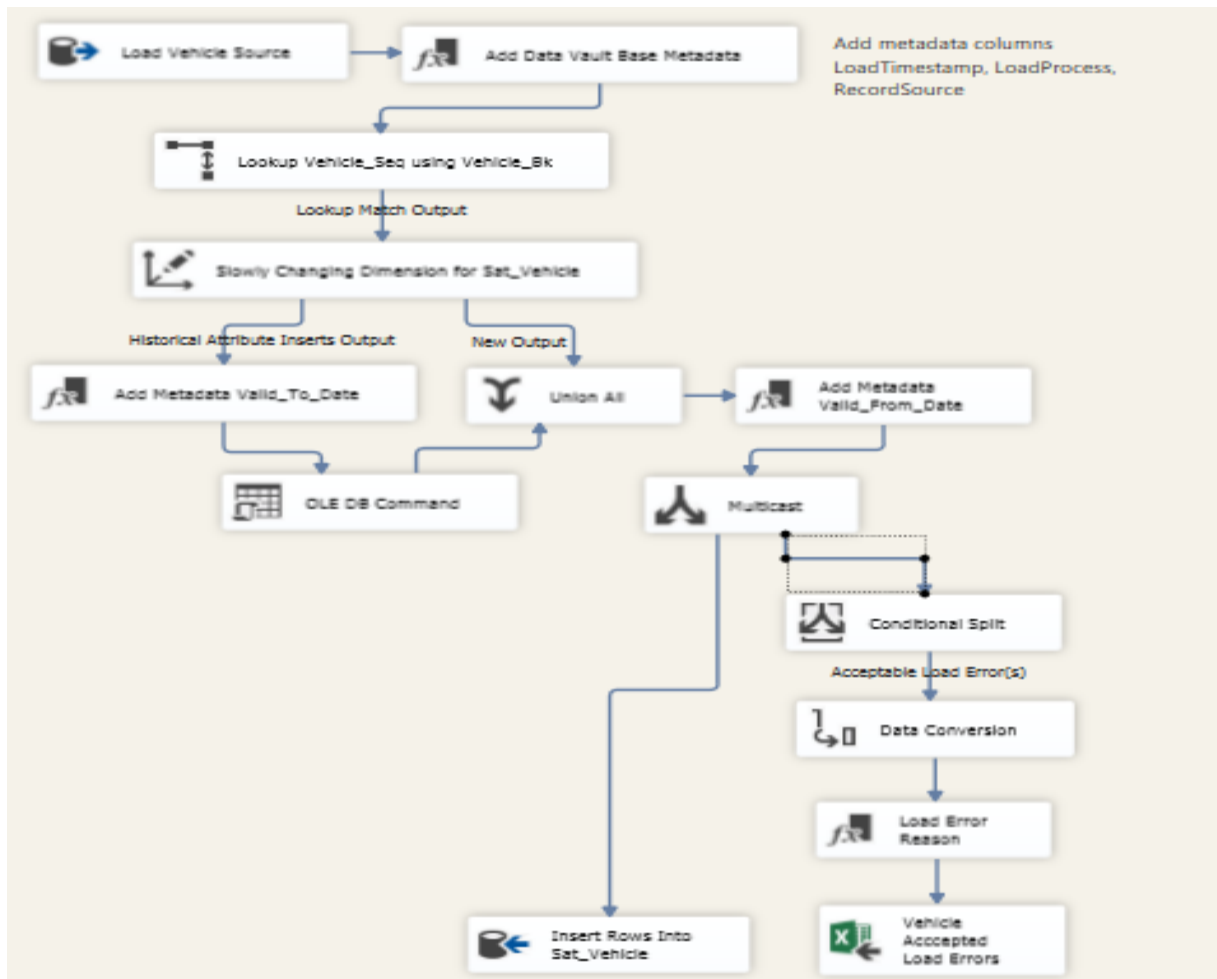 Load Vehicle Source
Add Data Vault Base Metadata
Add metadata columns
LoadTimestamp, LoadProcess,
RecordSource
Lookup Vehicle_Seq using Vehicle_Bk
Lookup Match Output
Slowly Changing Dimension for Sat_Vehicle
Historical Attribute Inserts Output
New Output
Add Metadata Valid_To_Date
Union All
Add Metadata
Valid_From_Date
OLE DB Command
Multicast
Conditional Split
Acceptable Load Error(s)
Data Conversion
Load Error
Reason
Insert Rows Into
Sat_Vehicle
Vehicle
Acccepted
Load Errors